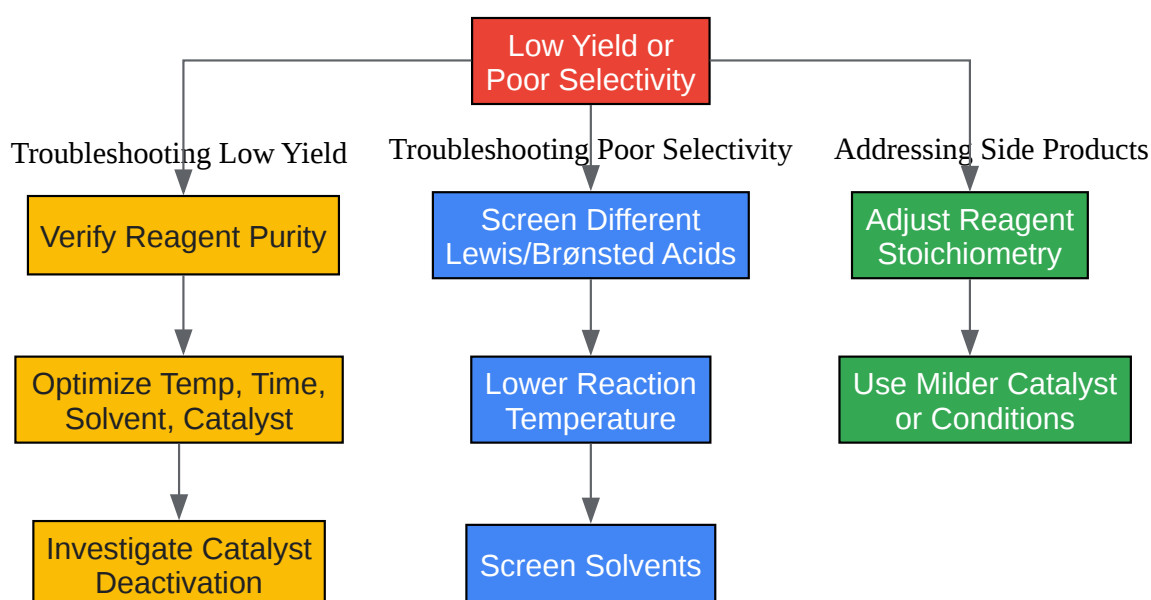 Low Yield or
Poor Selectivity
Troubleshooting Low Yield
Troubleshooting Poor Selectivity
Addressing Side Products
Verify Reagent Purity
Screen Different
Lewis/Brønsted Acids
Adjust Reagent
Stoichiometry
Optimize Temp, Time,
Solvent, Catalyst
Lower Reaction
Temperature
Use Milder Catalyst
or Conditions
Investigate Catalyst
Deactivation
Screen Solvents